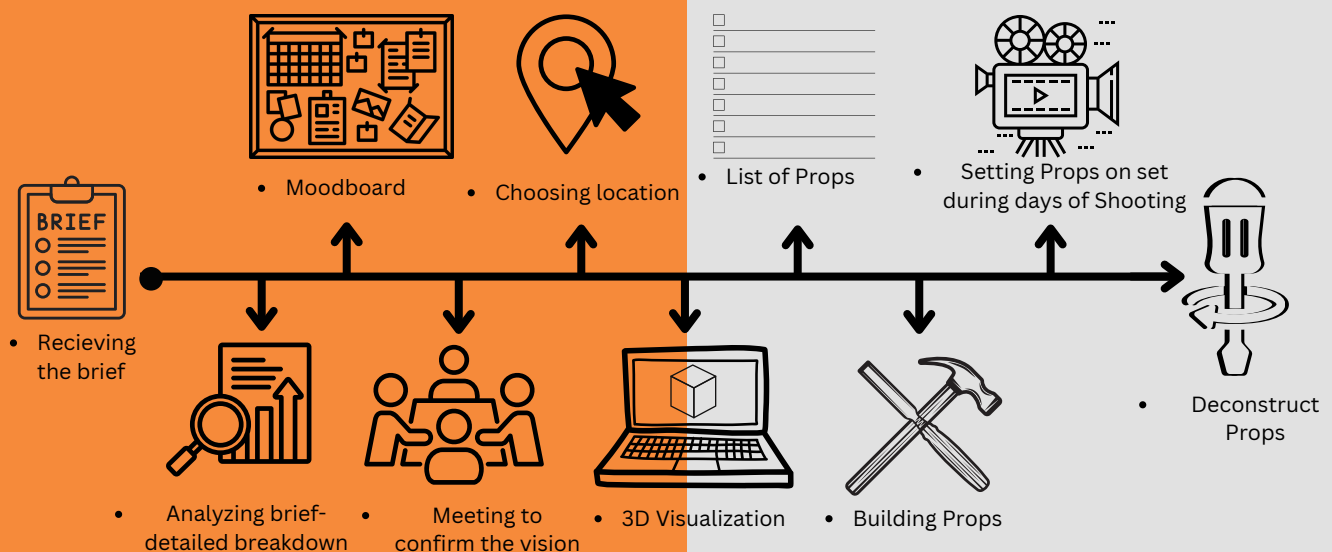 BRIEF
• Recieving
the brief
• Analyzing brief-
detailed breakdown
• Moodboard
• Meeting to
confirm the vision
• Choosing location
• 3D Visualization
• List of Props
• Building Props
• Setting Props on set
during days of Shooting
• Deconstruct
Props